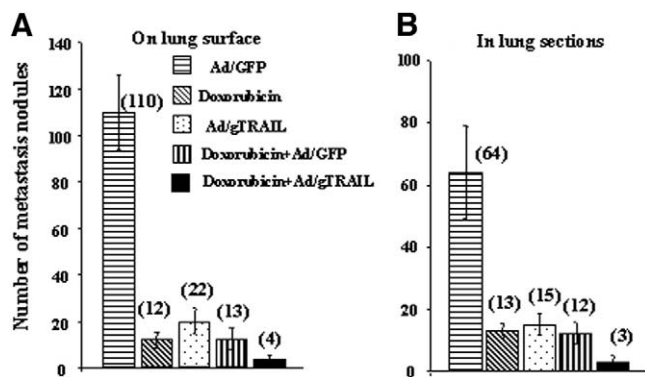 A
On lung surface
Number of metastasis nodules
140
120
100
80
60
40
20
0
Ad/GFP
Doxorubicin
Ad/gTRAIL
Doxorubicin+Ad/GFP
Doxorubicin+Ad/gTRAIL
(110)
(12)
(22)
(13)
(4)
B
In lung sections
100
80
60
40
20
0
(64)
(13)
(15)
(12)
(3)